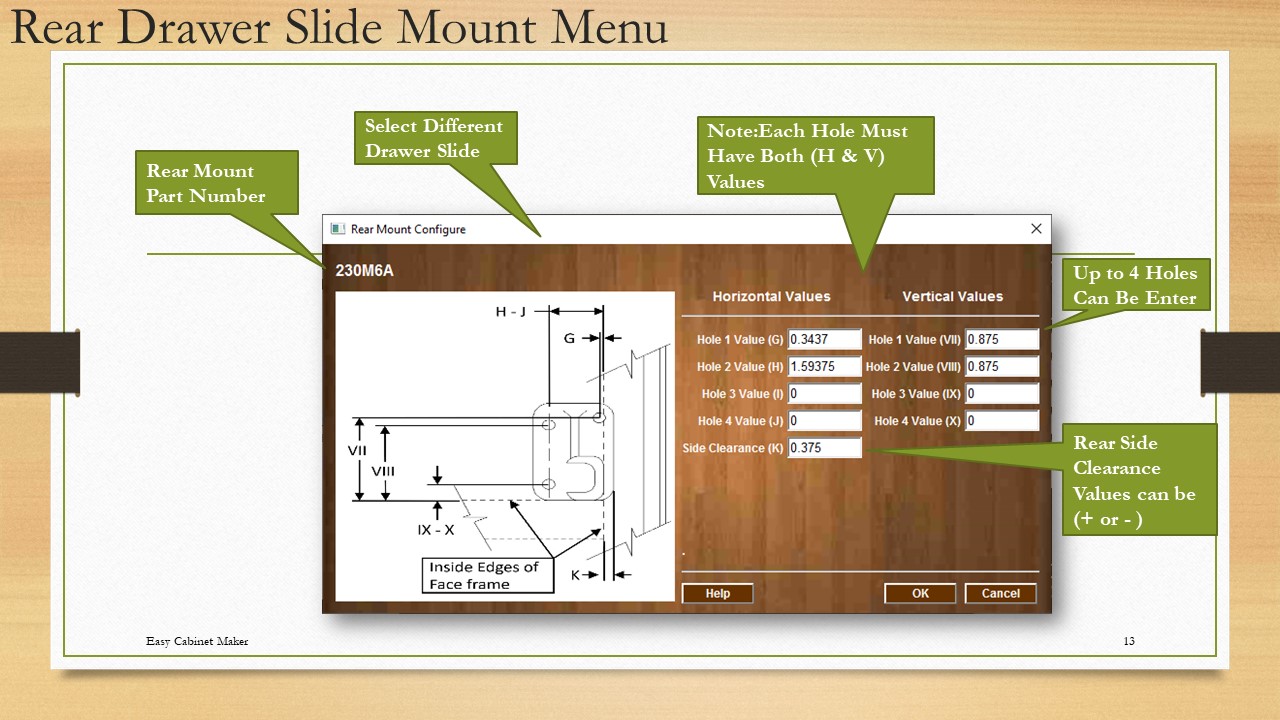 Rear Drawer Slide Mount Menu
Select Different
Drawer Slide
Note:Each Hole Must
Have Both (H & V)
Values
Rear Mount
Part Number
Rear Mount Configure
230M6A
Up to 4 Holes
Can Be Enter
Horizontal Values Vertical Values
H - J
G
Hole 1 Value (G) 0.3437 Hole 1 Value (VII) 0.875
Hole 2 Value (H) 1.59375 Hole 2 Value (VIII) 0.875
Hole 3 Value (I) 0 Hole 3 Value (IX) 0
Hole 4 Value (J) 0 Hole 4 Value (X) 0
Side Clearance (K) 0.375
VII
VIII
IX - X
Inside Edges of
Face frame
K
Rear Side
Clearance
Values can be
(+ or - )
.
Help OK Cancel
Easy Cabinet Maker 13